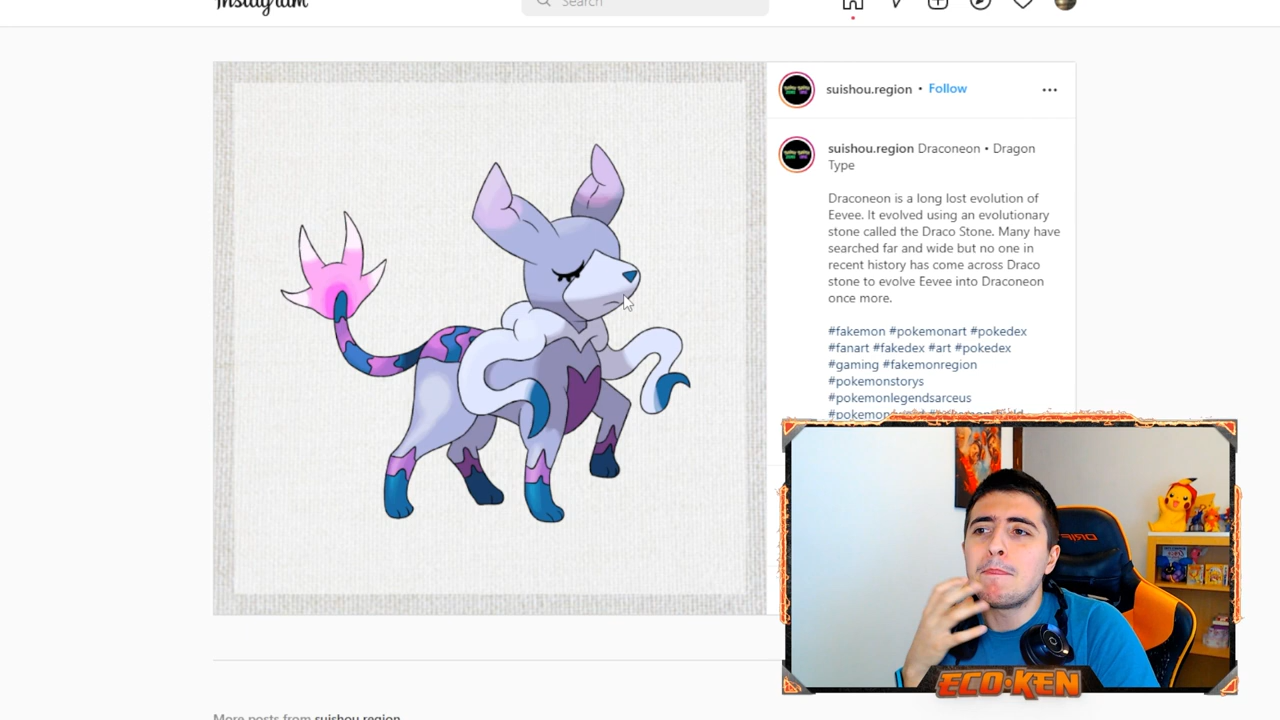 Instagram
Search
suishou.region • Follow
suishou.region Draconeon • Dragon
Type
Draconeon is a long lost evolution of
Eevee. It evolved using an evolutionary
stone called the Draco Stone. Many have
searched far and wide but no one in
recent history has come across Draco
stone to evolve Eevee into Draconeon
once more.
#fakemon #pokemonart #pokedex
#fanart #fakedex #art #pokedex
#gaming #fakemonregion
#pokemonstorys
#pokemonlegendsarceus
ECO•KEN
More posts from suishou.region